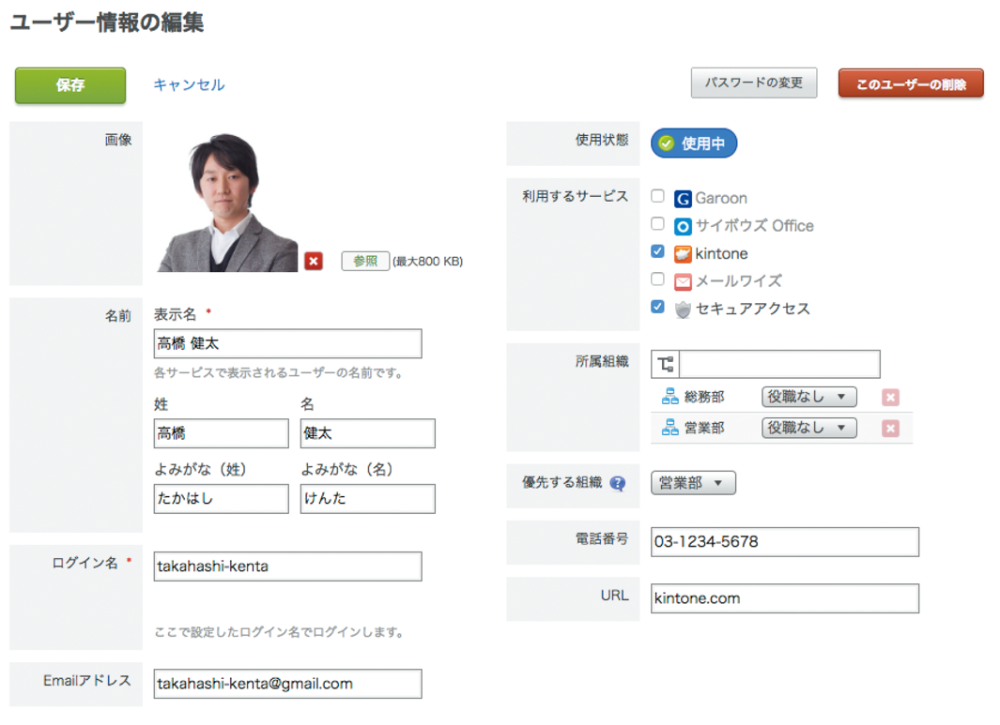 ユーザー情報の編集
保存
キャンセル
パスワードの変更
このユーザーの削除
画像
参照
(最大800 KB)
名前
表示名 *
高橋 健太
各サービスで表示されるユーザーの名前です。
姓
名
高橋
健太
よみがな（姓）
よみがな（名）
たかはし
けんた
ログイン名 *
takahashi-kenta
ここで設定したログイン名でログインします。
Emailアドレス
takahashi-kenta@gmail.com
使用状態
使用中
利用するサービス
Garoon
サイボウズ Office
kintone
メールワイズ
セキュアアクセス
所属組織
総務部
役職なし
営業部
役職なし
優先する組織
営業部
電話番号
03-1234-5678
URL
kintone.com